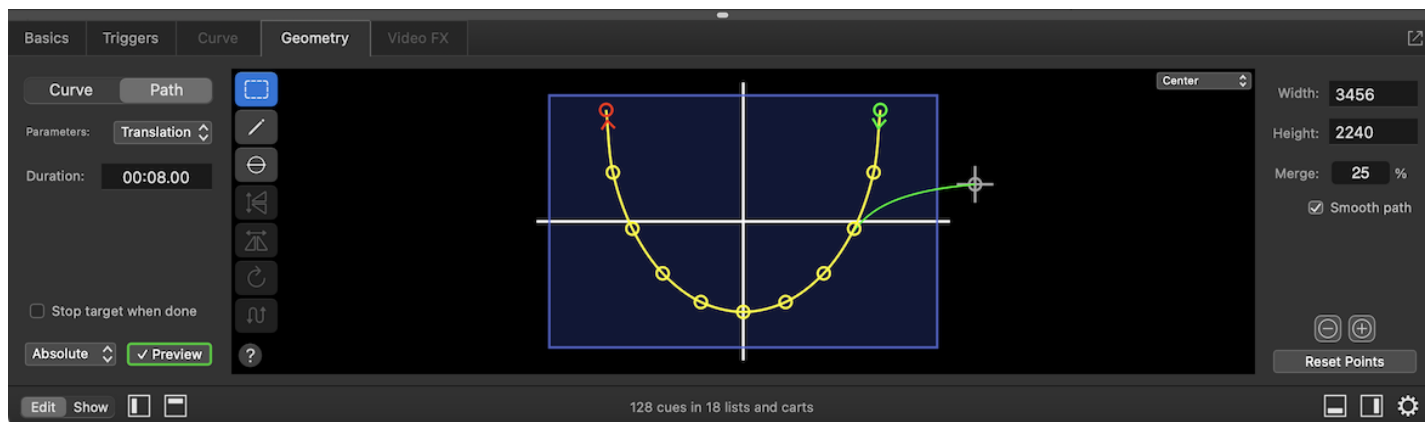 Basics Triggers Curve Geometry Video FX
Curve Path
Parameters: Translation
Duration: 00:08.00
Stop target when done
Absolute ✓ Preview
?
Center
Width: 3456
Height: 2240
Merge: 25 %
Smooth path
Reset Points
Edit Show
128 cues in 18 lists and carts